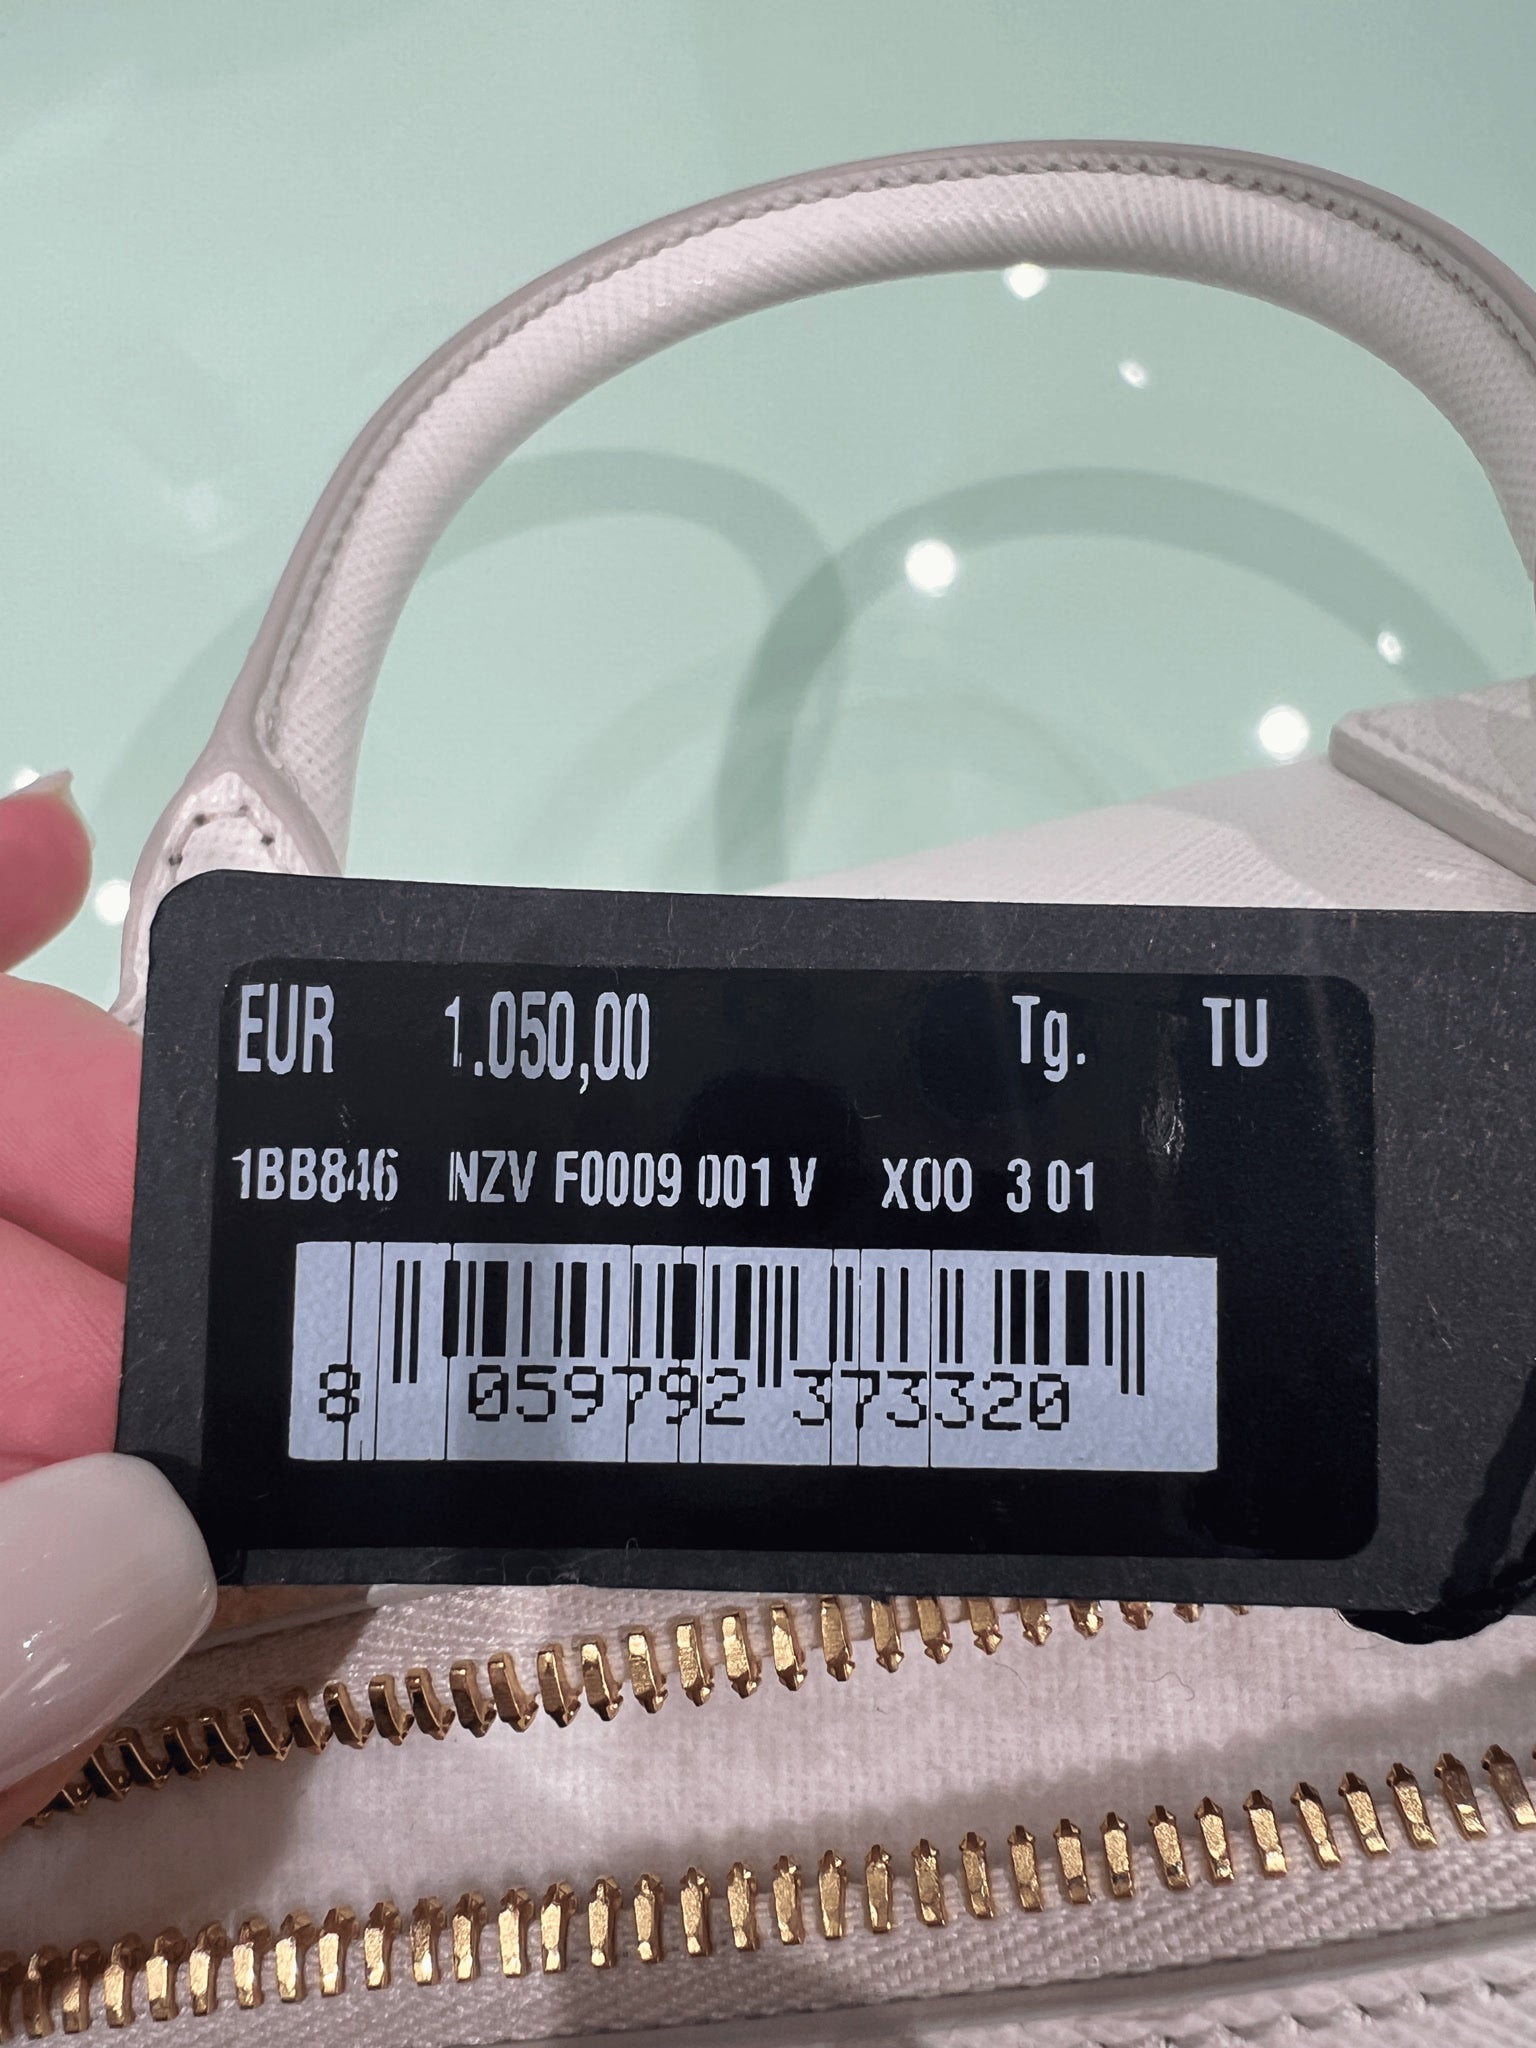 EUR 1.050,00 Tg. TU
1BB846 NZV F0009 001 V X00 3 01
8 059792 373320